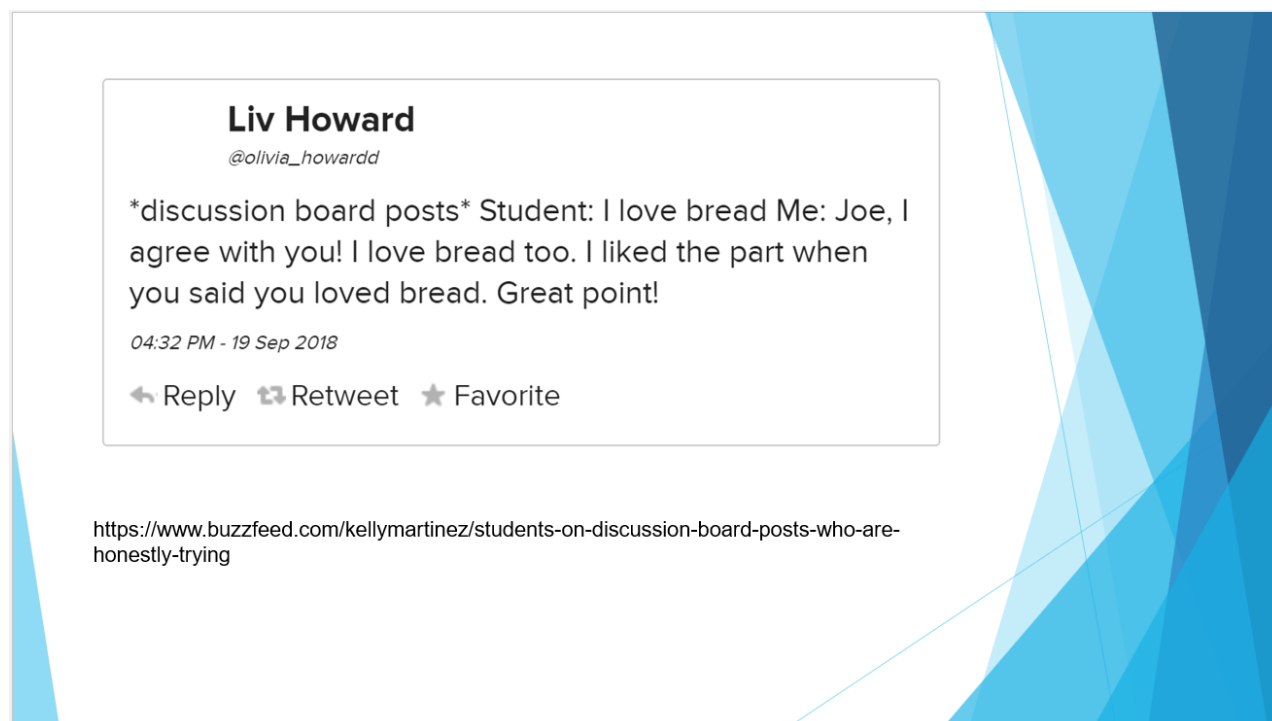 Liv Howard
@olivia_howardd
*discussion board posts* Student: I love bread Me: Joe, I
agree with you! I love bread too. I liked the part when
you said you loved bread. Great point!
04:32 PM - 19 Sep 2018
Reply Retweet Favorite
https://www.buzzfeed.com/kellymartinez/students-on-discussion-board-posts-who-are-
honestly-trying